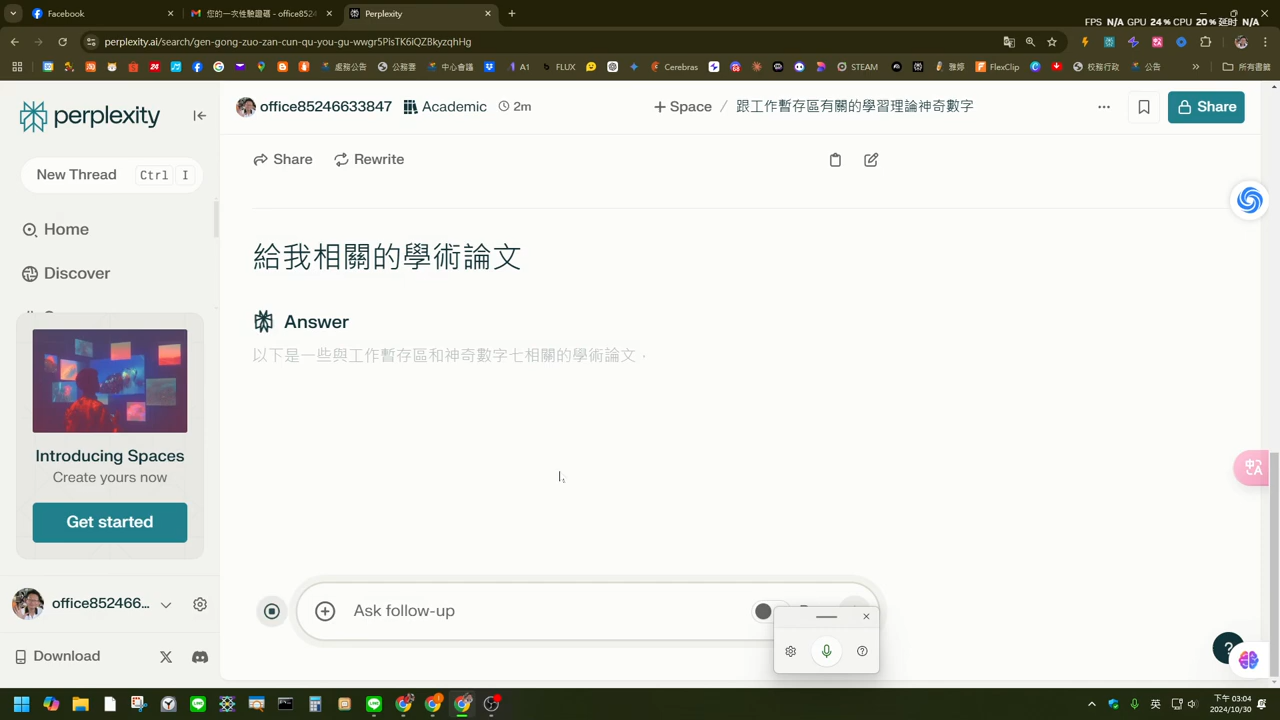 Facebook
您的一次性驗證碼 - office8524
Perplexity
FPS N/A GPU 24 % CPU 20 % 延时 N/A
perplexity.ai/search/gen-gong-zuo-zan-cun-qu-you-gu-wwgr5PisTK6iQZBkyzqhHg
A1
FLUX
Cerebras
處務公告
公務雲
中心會議
STEAM
雅婷
FlexClip
校務行政
公告
所有書籤
perplexity
office85246633847
Academic
2m
Space / 跟工作暫存區有關的學習理論神奇數字
Share
New Thread
Ctrl I
Home
Discover
Share
Rewrite
給我相關的學術論文
Answer
以下是一些與工作暫存區和神奇數字七相關的學術論文，
Introducing Spaces
Create yours now
Get started
office852466...
Download
Ask follow-up
英
下午 03:04
2024/10/30